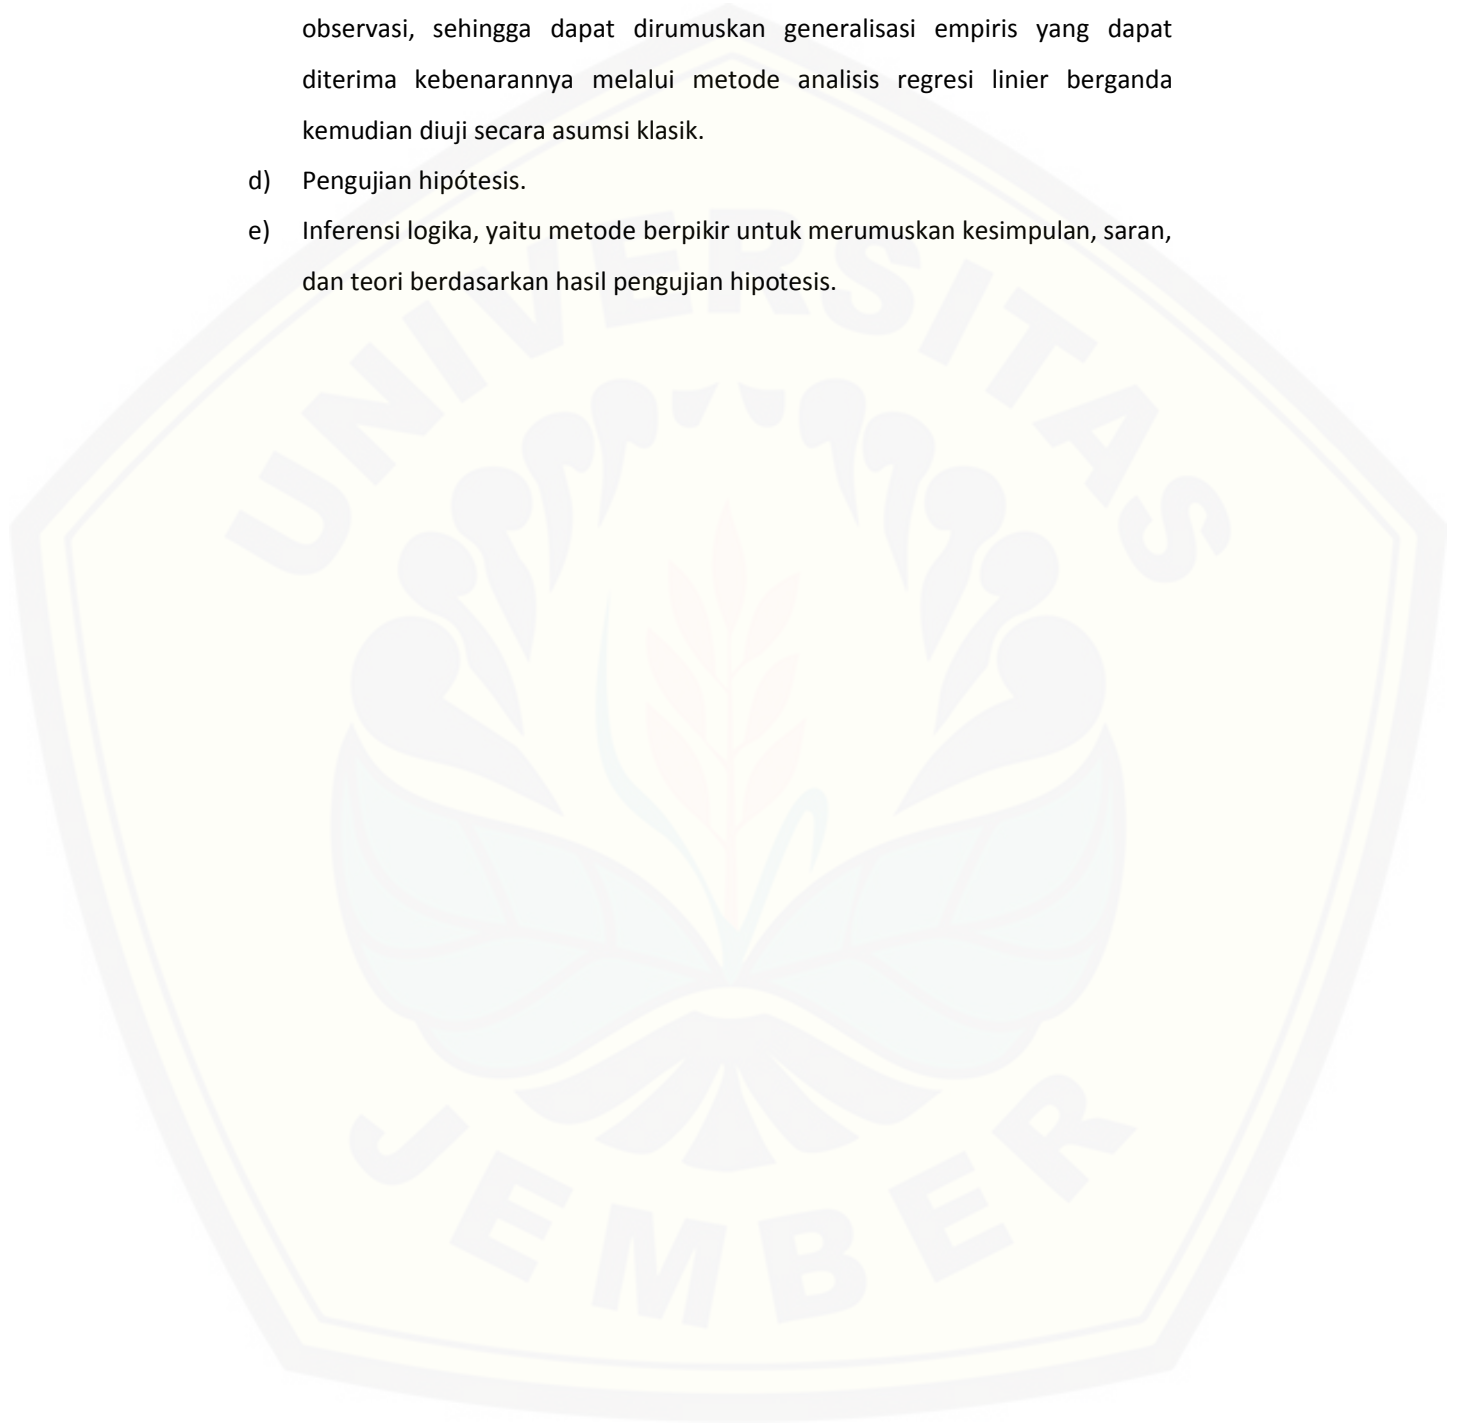 observasi, sehingga dapat dirumuskan generalisasi empiris yang dapat
diterima kebenarannya melalui metode analisis regresi linier berganda
kemudian diuji secara asumsi klasik.
d) Pengujian hipótesis.
e) Inferensi logika, yaitu metode berpikir untuk merumuskan kesimpulan, saran,
dan teori berdasarkan hasil pengujian hipotesis.
UNIVERSITAS
JEMBER